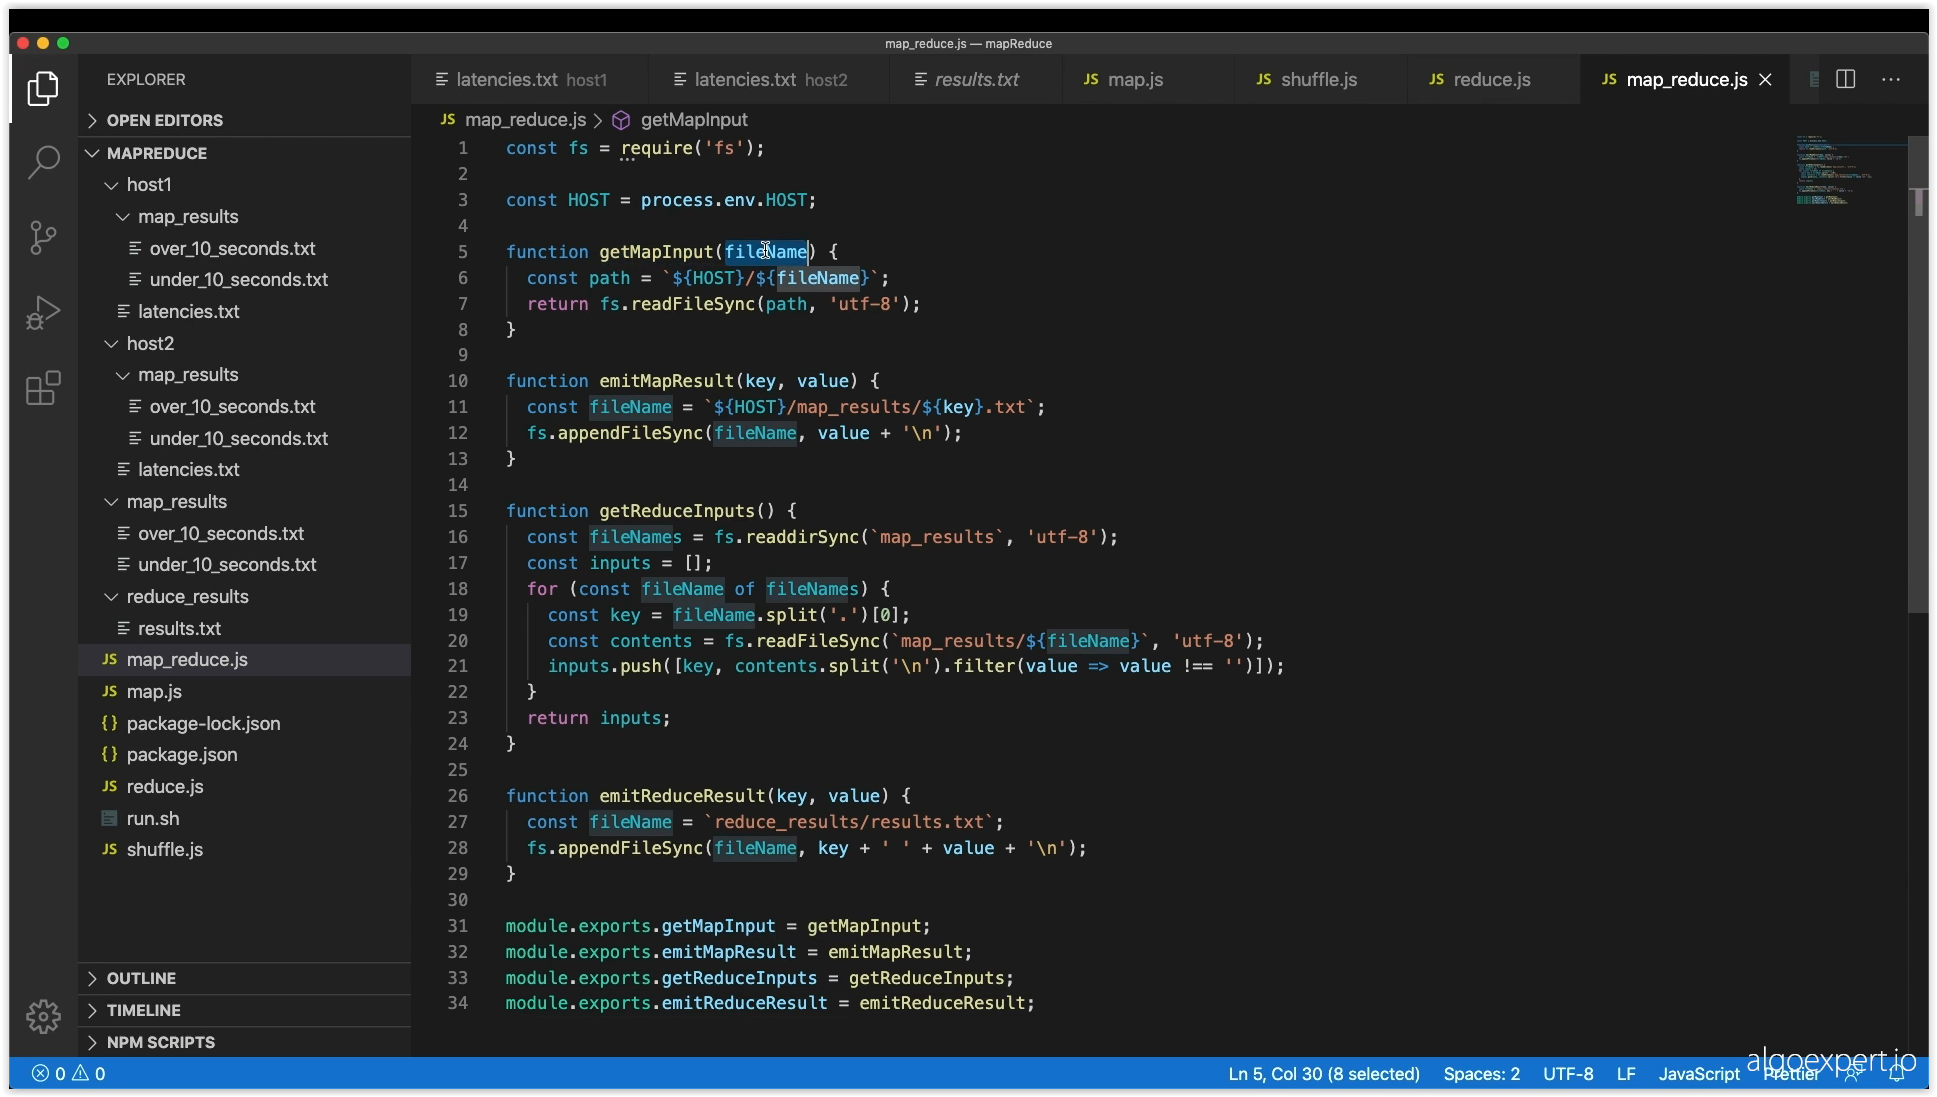 map_reduce.js — mapReduce
EXPLORER
OPEN EDITORS
MAPREDUCE
host1
map_results
over_10_seconds.txt
under_10_seconds.txt
latencies.txt
host2
map_results
over_10_seconds.txt
under_10_seconds.txt
latencies.txt
map_results
over_10_seconds.txt
under_10_seconds.txt
reduce_results
results.txt
JS map_reduce.js
JS map.js
{} package-lock.json
{} package.json
JS reduce.js
run.sh
JS shuffle.js
OUTLINE
TIMELINE
NPM SCRIPTS
latencies.txt host1 latencies.txt host2 results.txt JS map.js JS shuffle.js JS reduce.js JS map_reduce.js
JS map_reduce.js > getMapInput
1 const fs = require('fs');
2
3 const HOST = process.env.HOST;
4
5 function getMapInput(fileName) {
6   const path = `${HOST}/${fileName}`;
7   return fs.readFileSync(path, 'utf-8');
8 }
9
10 function emitMapResult(key, value) {
11   const fileName = `${HOST}/map_results/${key}.txt`;
12   fs.appendFileSync(fileName, value + '\n');
13 }
14
15 function getReduceInputs() {
16   const fileNames = fs.readdirSync(`map_results`, 'utf-8');
17   const inputs = [];
18   for (const fileName of fileNames) {
19     const key = fileName.split('.')[0];
20     const contents = fs.readFileSync(`map_results/${fileName}`, 'utf-8');
21     inputs.push([key, contents.split('\n').filter(value => value !== '')]);
22   }
23   return inputs;
24 }
25
26 function emitReduceResult(key, value) {
27   const fileName = `reduce_results/results.txt`;
28   fs.appendFileSync(fileName, key + ' ' + value + '\n');
29 }
30
31 module.exports.getMapInput = getMapInput;
32 module.exports.emitMapResult = emitMapResult;
33 module.exports.getReduceInputs = getReduceInputs;
34 module.exports.emitReduceResult = emitReduceResult;
0 0 Ln 5, Col 30 (8 selected) Spaces: 2 UTF-8 LF JavaScript Prettier
algoexpert.io